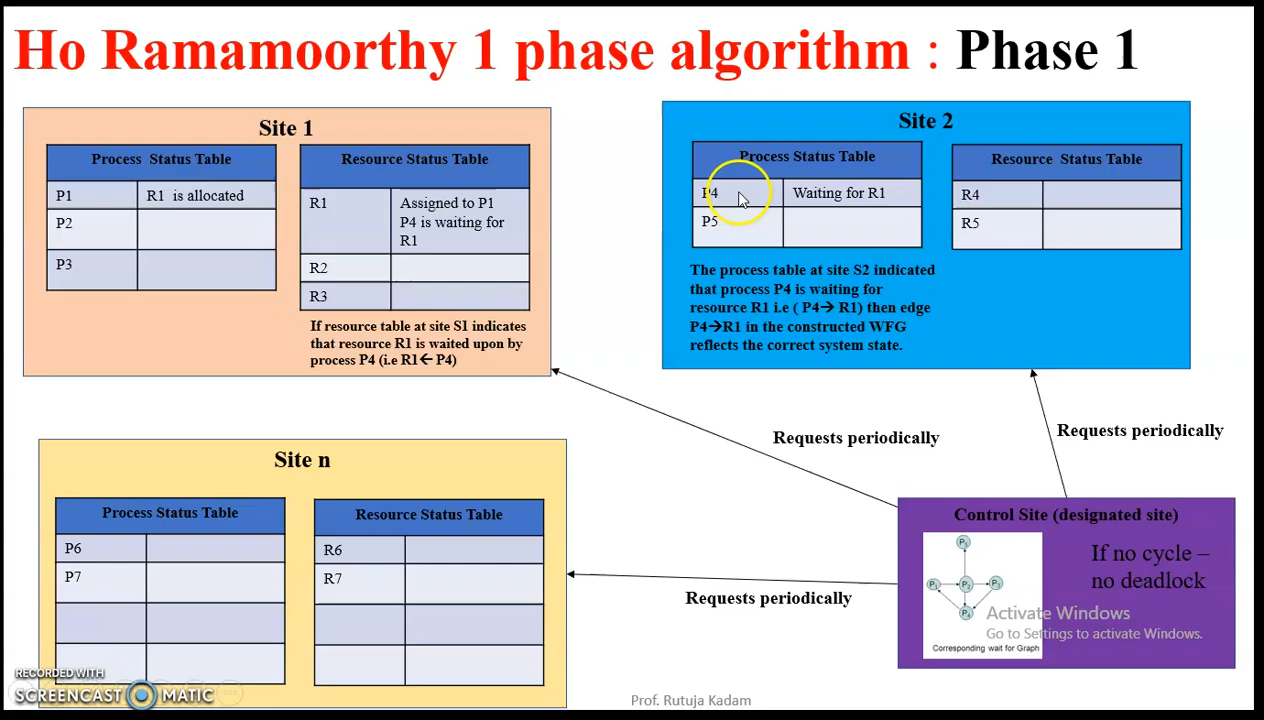 Ho Ramamoorthy 1 phase algorithm : Phase 1
Site 1
Process Status Table
P1 R1 is allocated
P2
P3
Resource Status Table
R1 Assigned to P1
P4 is waiting for
R1
R2
R3
If resource table at site S1 indicates
that resource R1 is waited upon by
process P4 (i.e R1← P4)
Site 2
Process Status Table
P4 Waiting for R1
P5
Resource Status Table
R4
R5
The process table at site S2 indicated
that process P4 is waiting for
resource R1 i.e ( P4→ R1) then edge
P4→R1 in the constructed WFG
reflects the correct system state.
Requests periodically
Requests periodically
Site n
Process Status Table
P6
P7
Resource Status Table
R6
R7
Requests periodically
Control Site (designated site)
P1
P2
P3
P4
Corresponding wait for Graph
If no cycle –
no deadlock
Activate Windows
Go to Settings to activate Windows.
RECORDED WITH
SCREENCAST MATIC
Prof. Rutuja Kadam